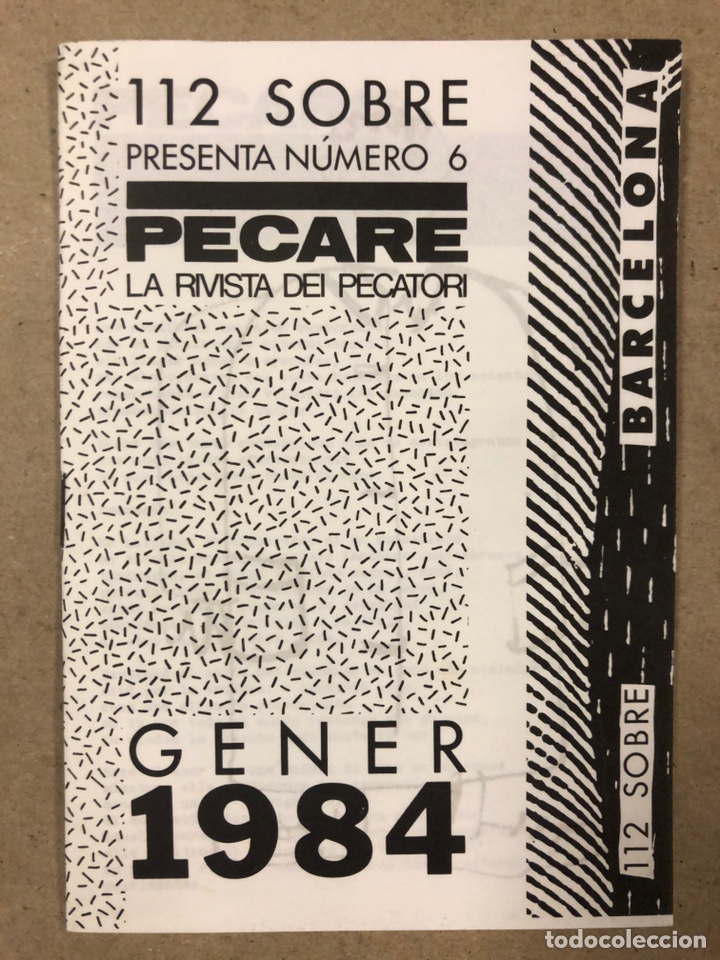 112 SOBRE
PRESENTA NÚMERO 6
PECARE
LA RIVISTA DEI PECATORI
GENER
1984
BARCELONA
112 SOBRE
todocoleccion